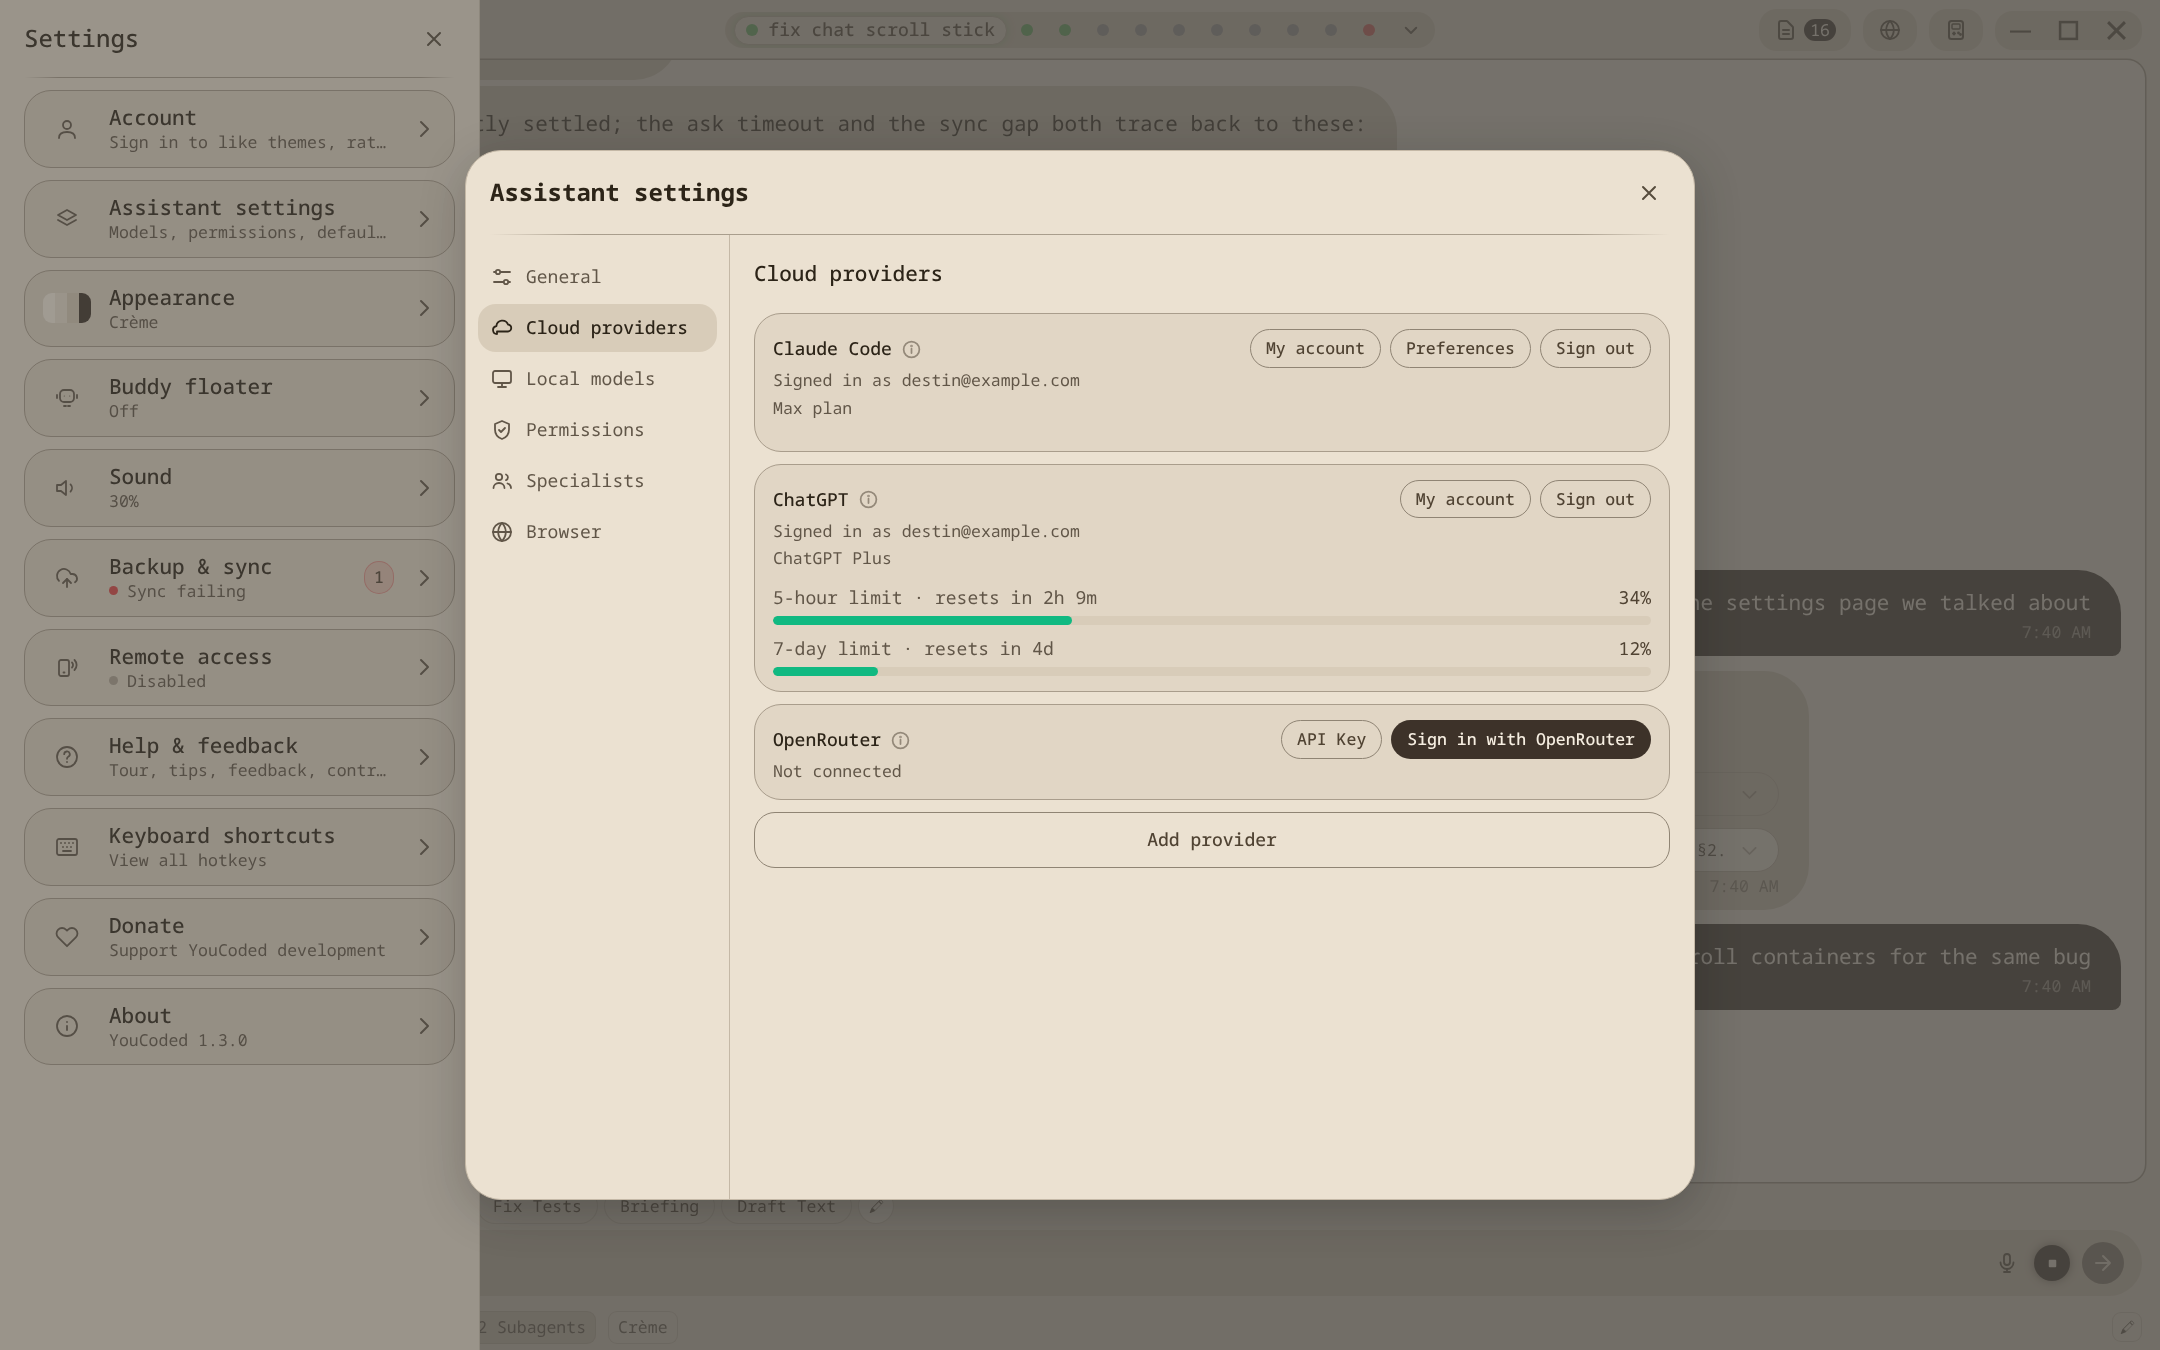 Settings
Account
Sign in to like themes, rat…
Assistant settings
Models, permissions, defaul…
Appearance
Crème
Buddy floater
Off
Sound
30%
Backup & sync
Sync failing
1
Remote access
Disabled
Help & feedback
Tour, tips, feedback, contr…
Keyboard shortcuts
View all hotkeys
Donate
Support YouCoded development
About
YouCoded 1.3.0
fix chat scroll stick
16
tly settled; the ask timeout and the sync gap both trace back to these:
Assistant settings
General
Cloud providers
Local models
Permissions
Specialists
Browser
Cloud providers
Claude Code
My account
Preferences
Sign out
Signed in as destin@example.com
Max plan
ChatGPT
My account
Sign out
Signed in as destin@example.com
ChatGPT Plus
5-hour limit · resets in 2h 9m
34%
7-day limit · resets in 4d
12%
OpenRouter
API Key
Sign in with OpenRouter
Not connected
Add provider
he settings page we talked about
7:40 AM
§2.
7:40 AM
roll containers for the same bug
7:40 AM
Fix Tests
Briefing
Draft Text
2 Subagents
Crème